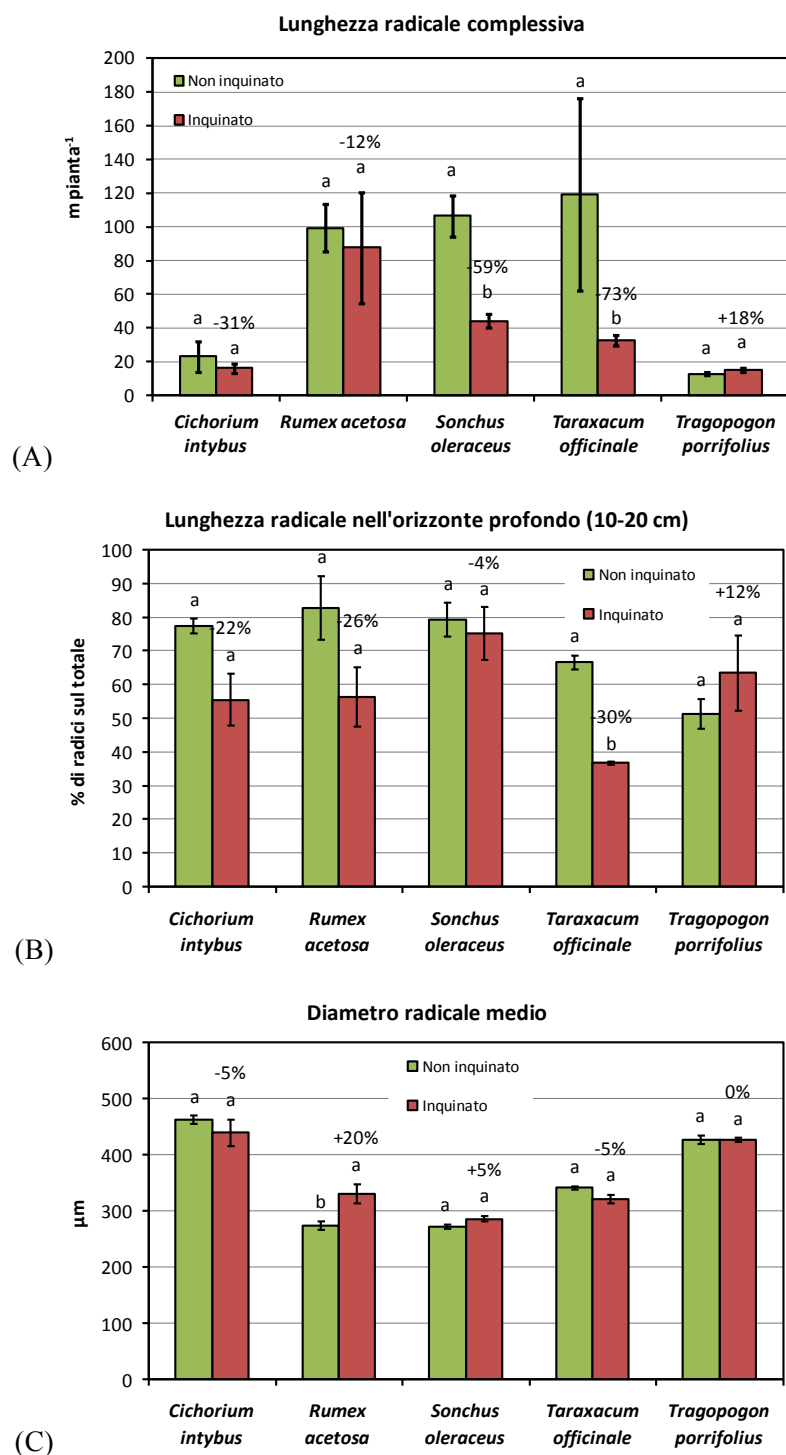 Lunghezza radicale complessiva
m pianta⁻¹
200
180
160
140
120
100
80
60
40
20
0
Non inquinato
Inquinato
a
-31%
a
a
-12%
a
a
-59%
b
a
-73%
b
a
+18%
a
Cichorium
intybus
Rumex acetosa
Sonchus
oleraceus
Taraxacum
officinale
Tragopogon
porrifolius
(A)
Lunghezza radicale nell'orizzonte profondo (10-20 cm)
% di radici sul totale
100
90
80
70
60
50
40
30
20
10
0
Non inquinato
Inquinato
a
-22%
a
a
-26%
a
a
-4%
a
a
-30%
b
a
+12%
a
Cichorium
intybus
Rumex
acetosa
Sonchus
oleraceus
Taraxacum
officinale
Tragopogon
porrifolius
(B)
Diametro radicale medio
µm
600
500
400
300
200
100
0
Non inquinato
Inquinato
a
-5%
a
b
+20%
a
a
+5%
a
a
-5%
a
a
0%
a
Cichorium
intybus
Rumex
acetosa
Sonchus
oleraceus
Taraxacum
officinale
Tragopogon
porrifolius
(C)